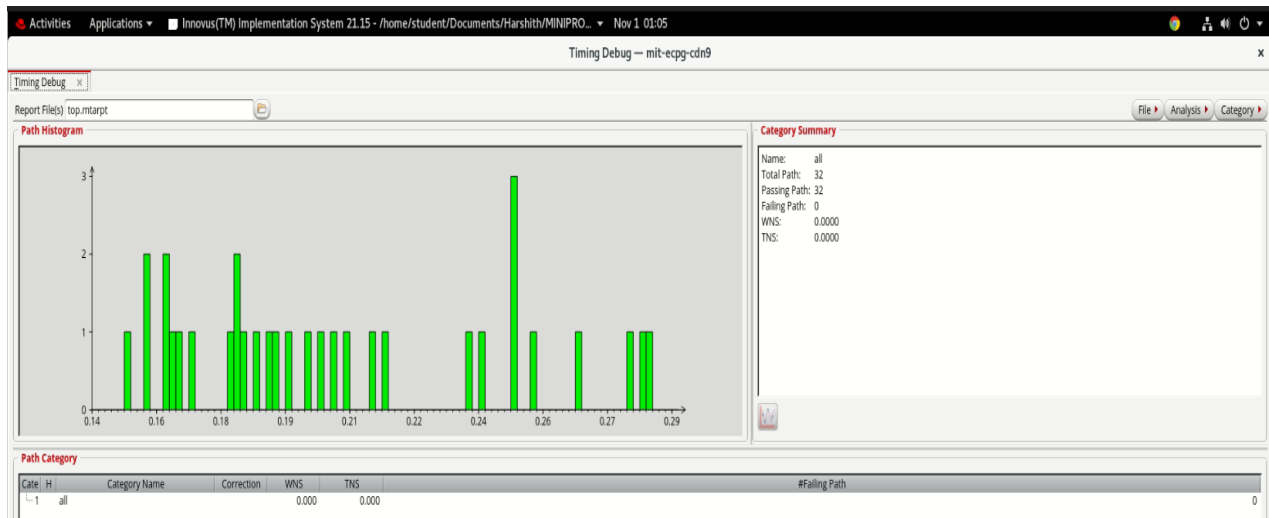 Activities Applications Innovus(TM) Implementation System 21.15 - /home/student/Documents/Harshith/MINIPRO... Nov 1 01:05
Timing Debug — mit-ecpg-cdn9 x
Timing Debug x
Report File(s) top.mtarpt File Analysis Category
Path Histogram
3
2
1
0
0.14 0.16 0.18 0.19 0.21 0.22 0.24 0.26 0.27 0.29
Category Summary
Name: all
Total Path: 32
Passing Path: 32
Failing Path: 0
WNS: 0.0000
TNS: 0.0000
Path Category
Cate H Category Name Correction WNS TNS #Failing Path
1 all 0.000 0.000 0